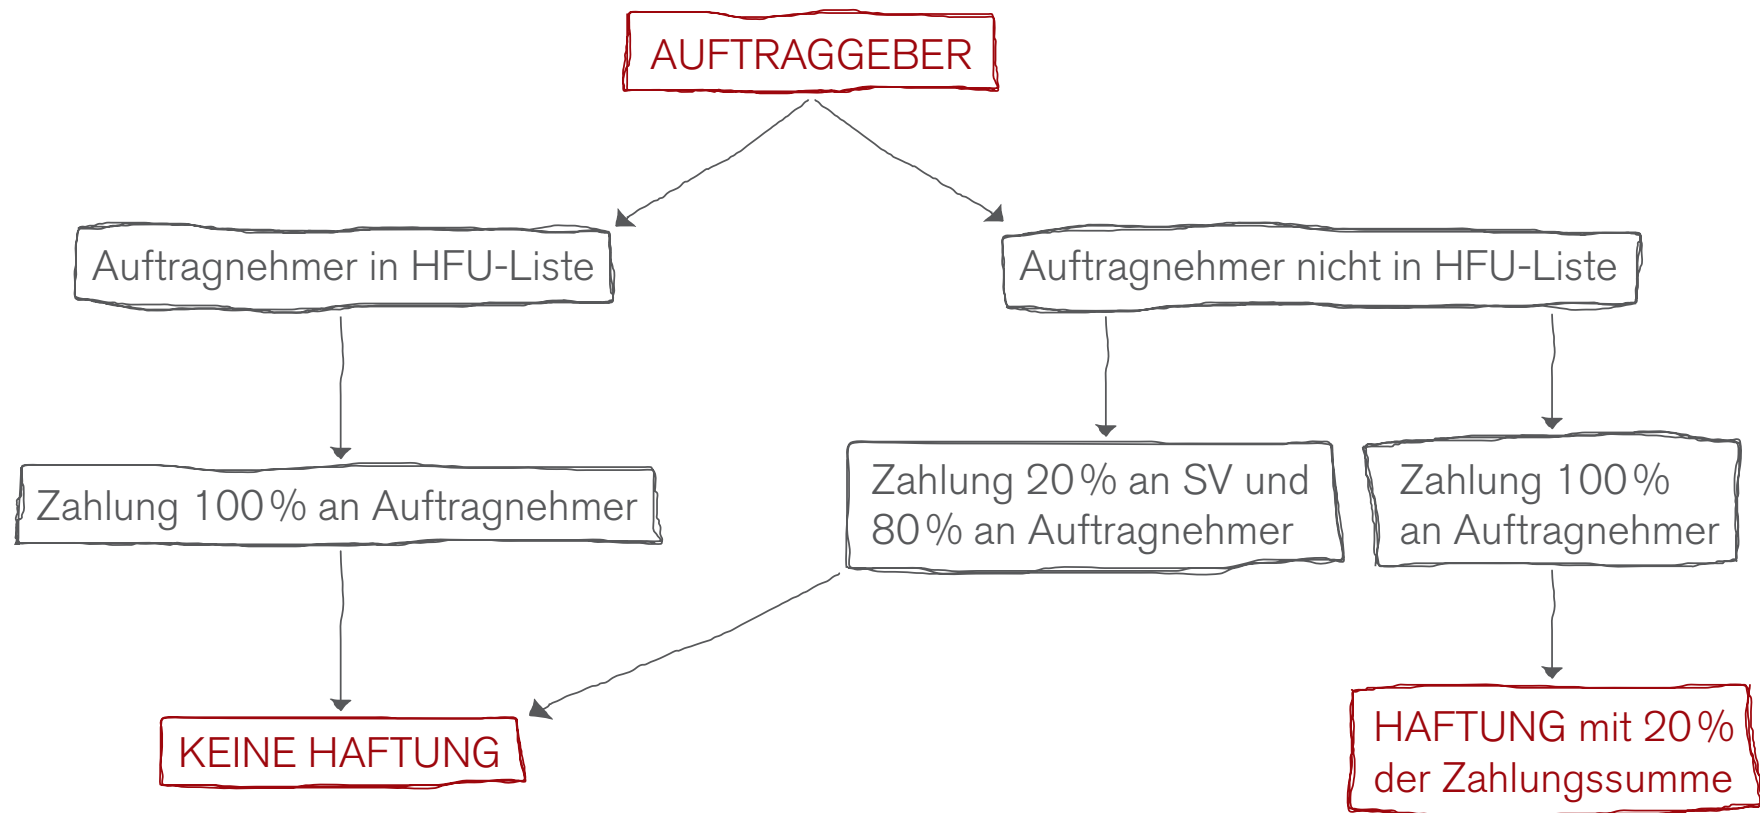 AUFTRAGGEBER
Auftragnehmer in HFU-Liste
Auftragnehmer nicht in HFU-Liste
Zahlung 100 % an Auftragnehmer
Zahlung 20 % an SV und
80 % an Auftragnehmer
Zahlung 100 %
an Auftragnehmer
KEINE HAFTUNG
HAFTUNG mit 20 %
der Zahlungssumme